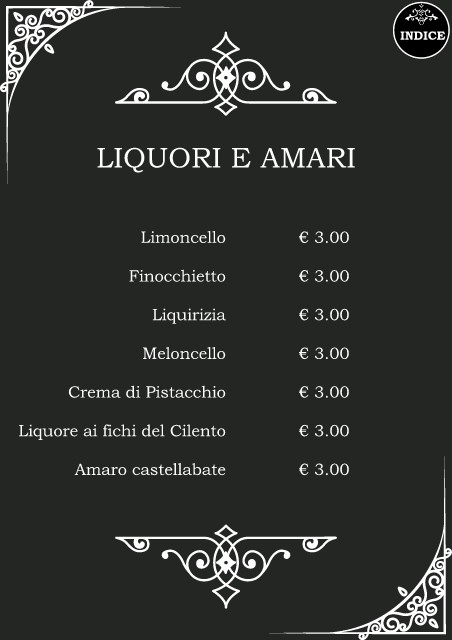 INDICE
LIQUORI E AMARI
Limoncello € 3.00
Finocchietto € 3.00
Liquirizia € 3.00
Meloncello € 3.00
Crema di Pistacchio € 3.00
Liquore ai fichi del Cilento € 3.00
Amaro castellabate € 3.00